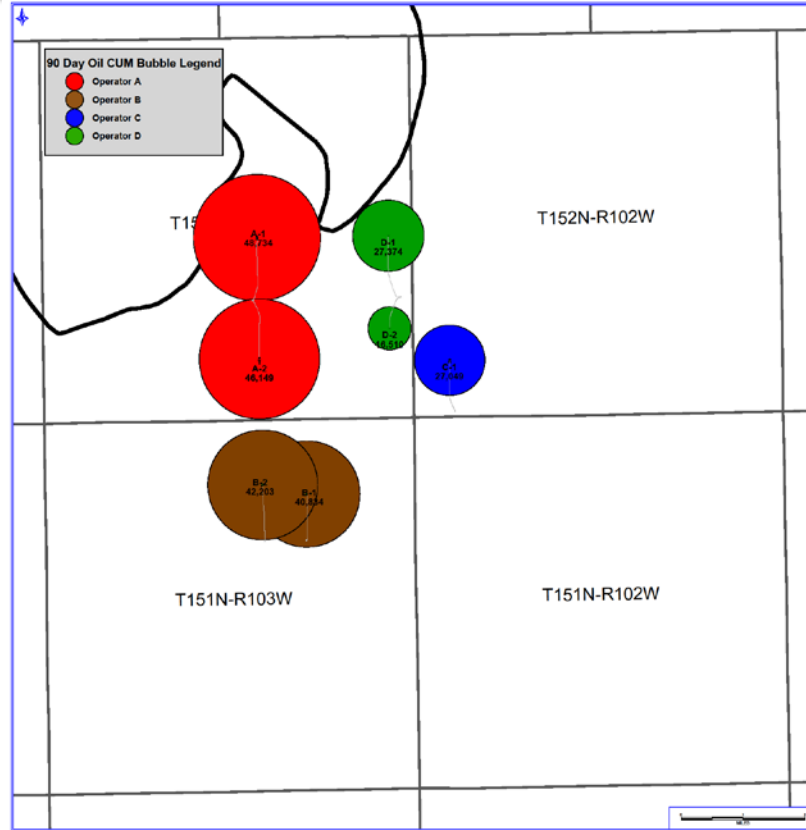 90 Day Oil CUM Bubble Legend
Operator A
Operator B
Operator C
Operator D
T152N-R102W
A-1
D-1
27,374
D-2
A-2
46,149
C-1
B-2
42,203
B-1
T151N-R103W
T151N-R102W